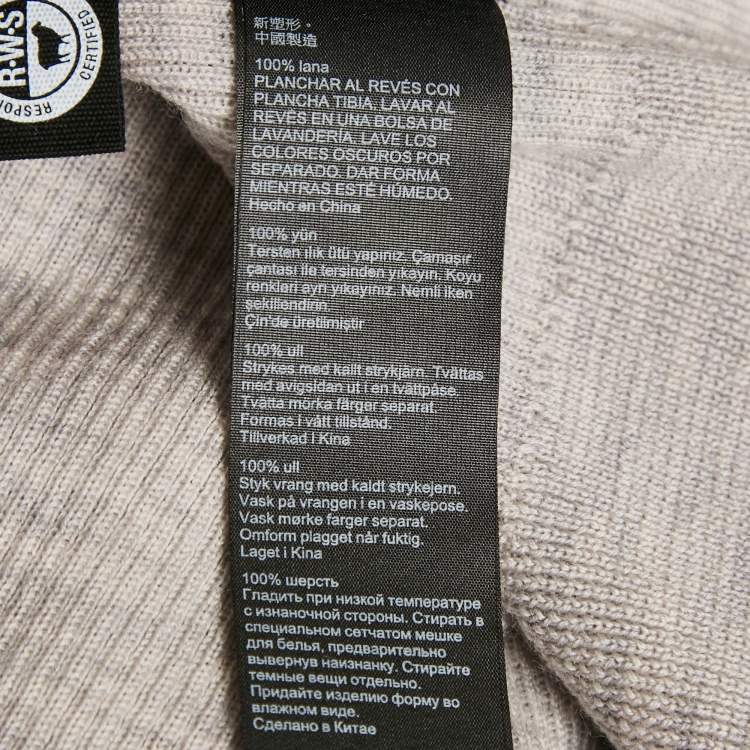 R·W·S
CERTIFIED
RESPO
新塑形。
中國製造
100% lana
PLANCHAR AL REVÉS CON
PLANCHA TIBIA. LAVAR AL
REVÉS EN UNA BOLSA DE
LAVANDERÍA. LAVE LOS
COLORES OSCUROS POR
SEPARADO. DAR FORMA
MIENTRAS ESTÉ HÚMEDO.
Hecho en China
100% yün
Tersten ılık ütü yapınız. Çamaşır
çantası ile tersinden yıkayın. Koyu
renkleri ayrı yıkayınız. Nemli iken
şekillendirin.
Çin'de üretilmiştir
100% ull
Strykes med kallt strykjärn. Tvättas
med avigsidan ut i en tvättpåse.
Tvätta mörka färger separat.
Formas i vått tillstånd.
Tillverkad i Kina
100% ull
Styk vrang med kaldt strykejern.
Vask på vrangen i en vaskepose.
Vask mørke farger separat.
Omform plagget når fuktig.
Laget i Kina
100% шерсть
Гладить при низкой температуре
с изнаночной стороны. Стирать в
специальном сетчатом мешке
для белья, предварительно
вывернув наизнанку. Стирайте
темные вещи отдельно.
Придайте изделию форму во
влажном виде.
Сделано в Китае